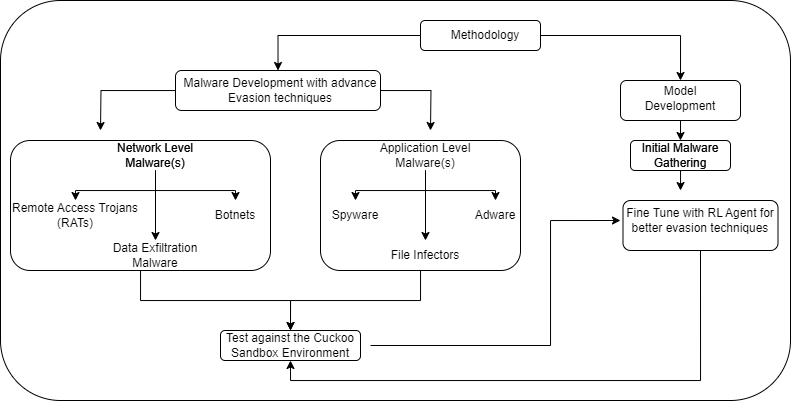 Methodology
Malware Development with advance
Evasion techniques
Model
Development
Network Level
Malware(s)
Remote Access Trojans
(RATs)
Botnets
Data Exfiltration
Malware
Application Level
Malware(s)
Spyware
Adware
File Infectors
Initial Malware
Gathering
Fine Tune with RL Agent for
better evasion techniques
Test against the Cuckoo
Sandbox Environment